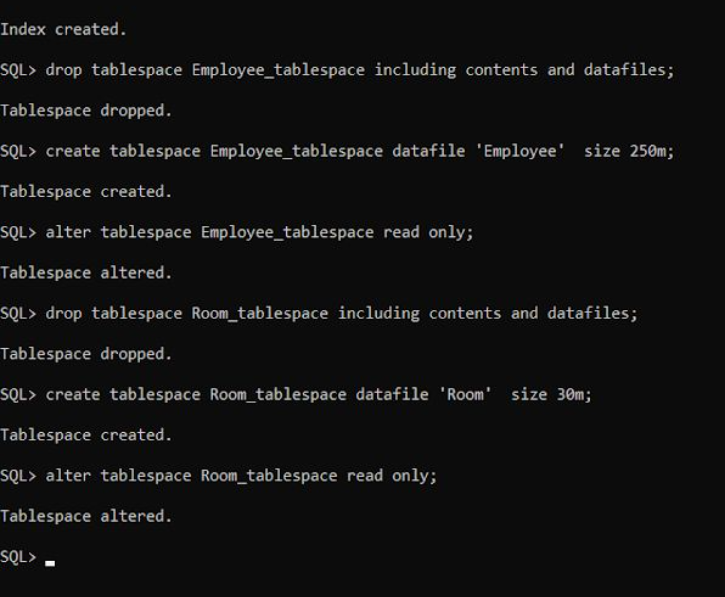 Index created.
SQL> drop tablespace Employee_tablespace including contents and datafiles;
Tablespace dropped.
SQL> create tablespace Employee_tablespace datafile 'Employee'  size 250m;
Tablespace created.
SQL> alter tablespace Employee_tablespace read only;
Tablespace altered.
SQL> drop tablespace Room_tablespace including contents and datafiles;
Tablespace dropped.
SQL> create tablespace Room_tablespace datafile 'Room'  size 30m;
Tablespace created.
SQL> alter tablespace Room_tablespace read only;
Tablespace altered.
SQL>